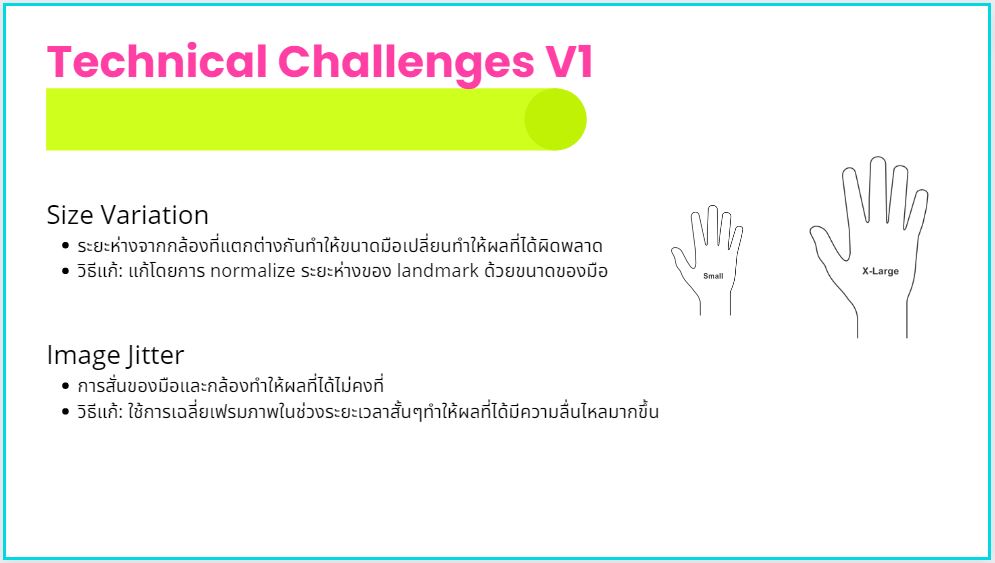 Technical Challenges V1
Size Variation
• ระยะห่างจากกล้องที่แตกต่างกันทำให้ขนาดมือเปลี่ยนทำให้ผลที่ได้ผิดพลาด
• วิธีแก้: แก้โดยการ normalize ระยะห่างของ landmark ด้วยขนาดของมือ
Small
X-Large
Image Jitter
• การสั่นของมือและกล้องทำให้ผลที่ได้ไม่คงที่
• วิธีแก้: ใช้การเฉลี่ยเฟรมภาพในช่วงระยะเวลาสั้นๆทำให้ผลที่ได้มีความลื่นไหลมากขึ้น